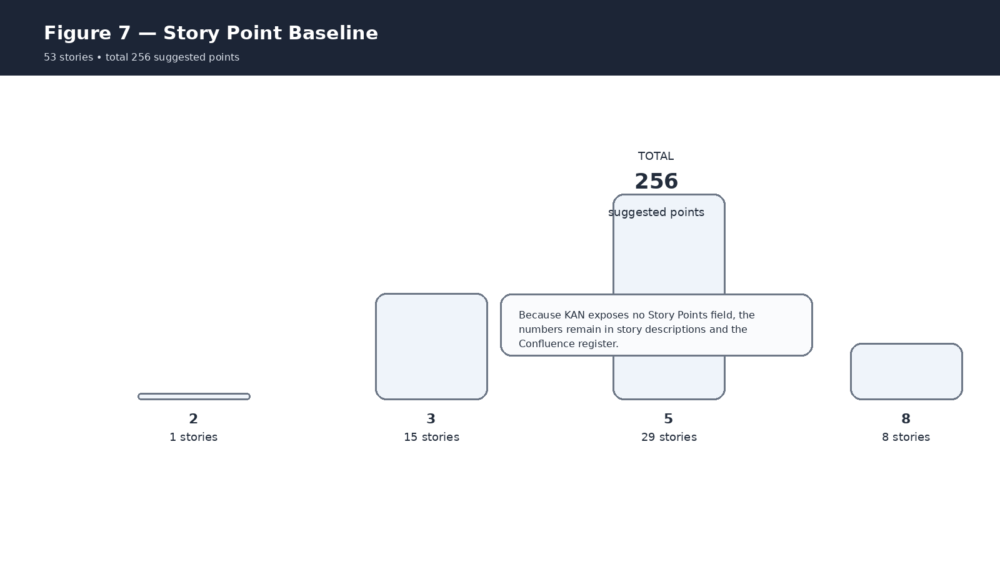 Figure 7 — Story Point Baseline
53 stories • total 256 suggested points
TOTAL
256
suggested points
Because KAN exposes no Story Points field, the
numbers remain in story descriptions and the
Confluence register.
2
1 stories
3
15 stories
5
29 stories
8
8 stories